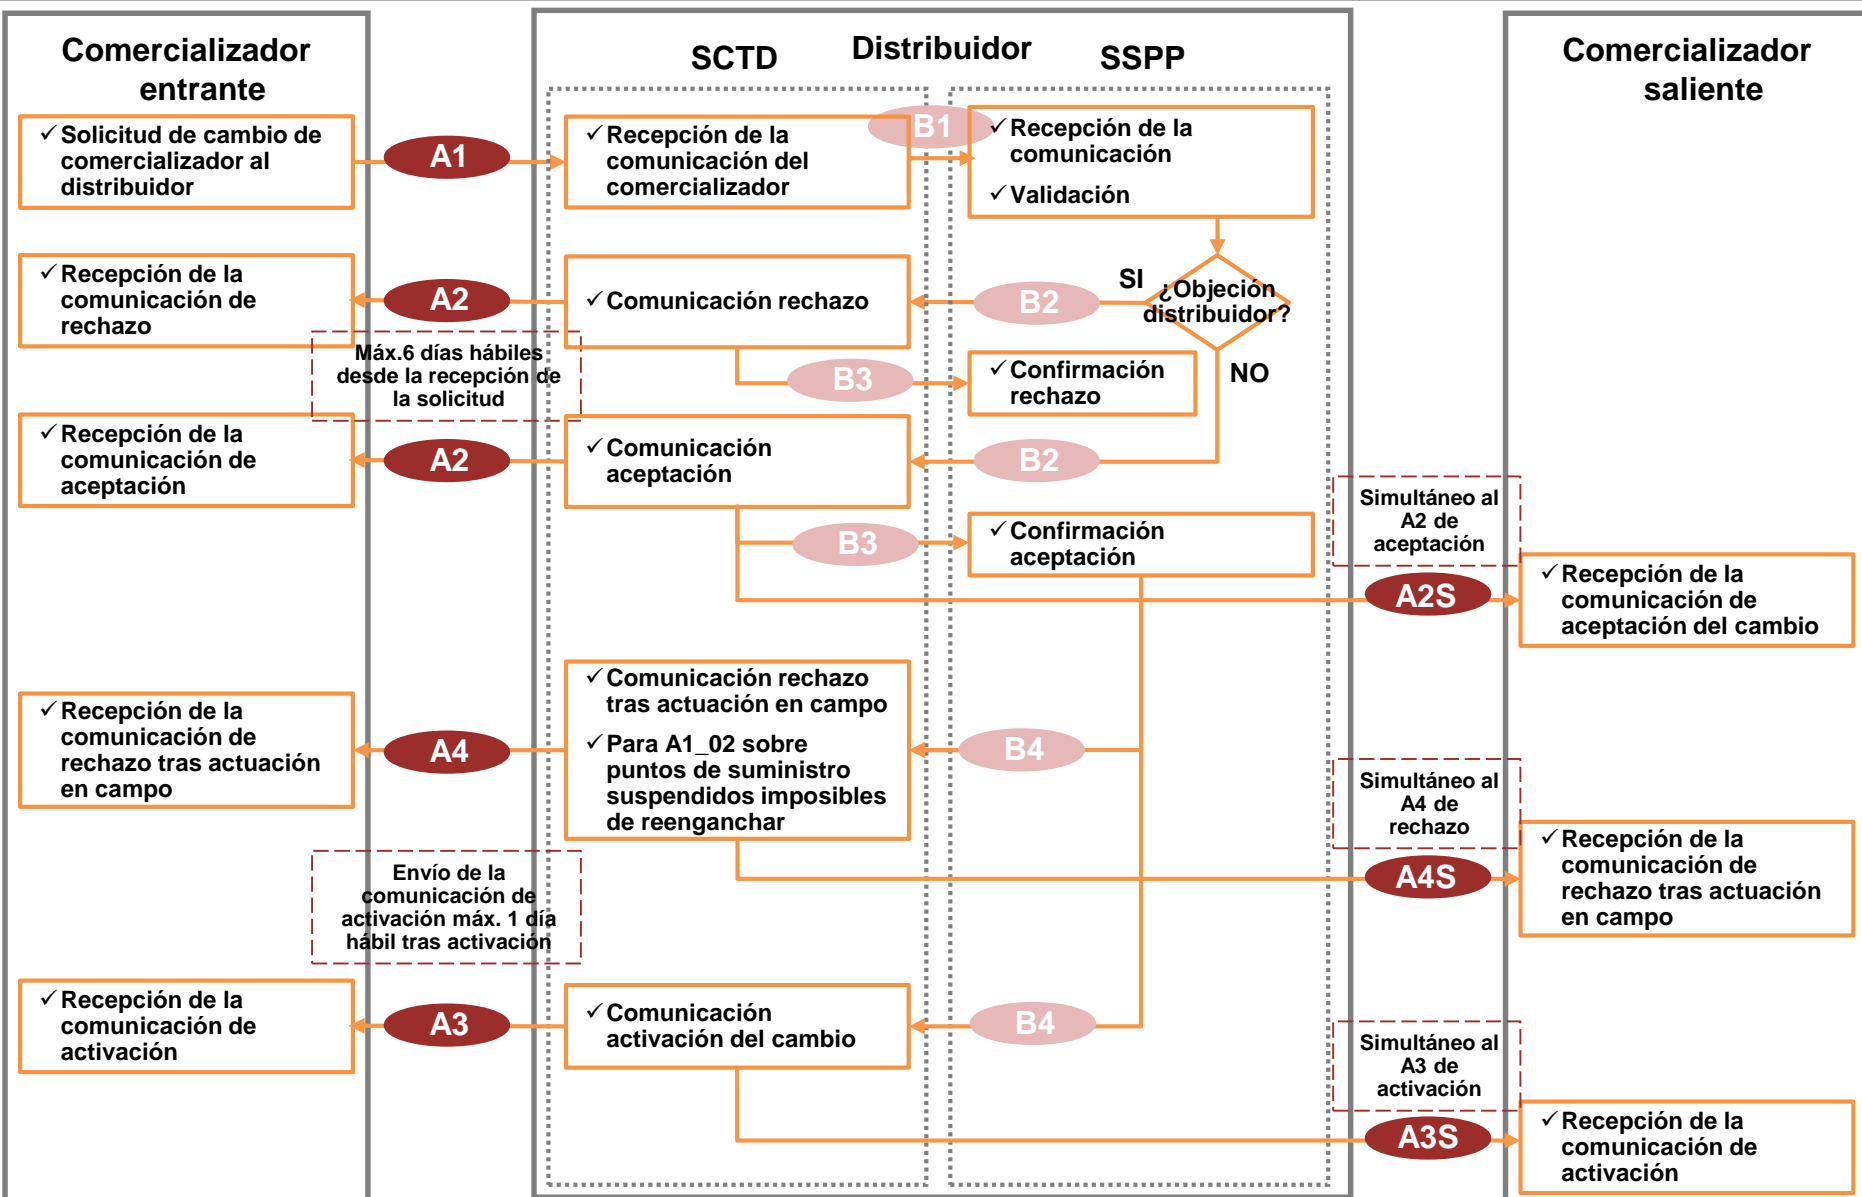 Comercializador
entrante
SCTD
Distribuidor
SSPP
Comercializador
saliente
✓ Solicitud de cambio de
comercializador al
distribuidor
A1
✓ Recepción de la
comunicación del
comercializador
B1
✓ Recepción de la
comunicación
✓ Validación
✓ Recepción de la
comunicación de
rechazo
A2
✓ Comunicación rechazo
B2
SI
¿Objeción
distribuidor?
NO
Máx.6 días hábiles
desde la recepción de
la solicitud
B3
✓ Confirmación
rechazo
✓ Recepción de la
comunicación de
aceptación
A2
✓ Comunicación
aceptación
B2
Simultáneo al
A2 de
aceptación
B3
✓ Confirmación
aceptación
A2S
✓ Recepción de la
comunicación de
aceptación del cambio
✓ Recepción de la
comunicación de
rechazo tras actuación
en campo
A4
✓ Comunicación rechazo
tras actuación en campo
✓ Para A1_02 sobre
puntos de suministro
suspendidos imposibles
de reenganchar
B4
Simultáneo al
A4 de
rechazo
A4S
✓ Recepción de la
comunicación de
rechazo tras actuación
en campo
Envío de la
comunicación de
activación máx. 1 día
hábil tras activación
✓ Recepción de la
comunicación de
activación
A3
✓ Comunicación
activación del cambio
B4
Simultáneo al
A3 de
activación
A3S
✓ Recepción de la
comunicación de
activación